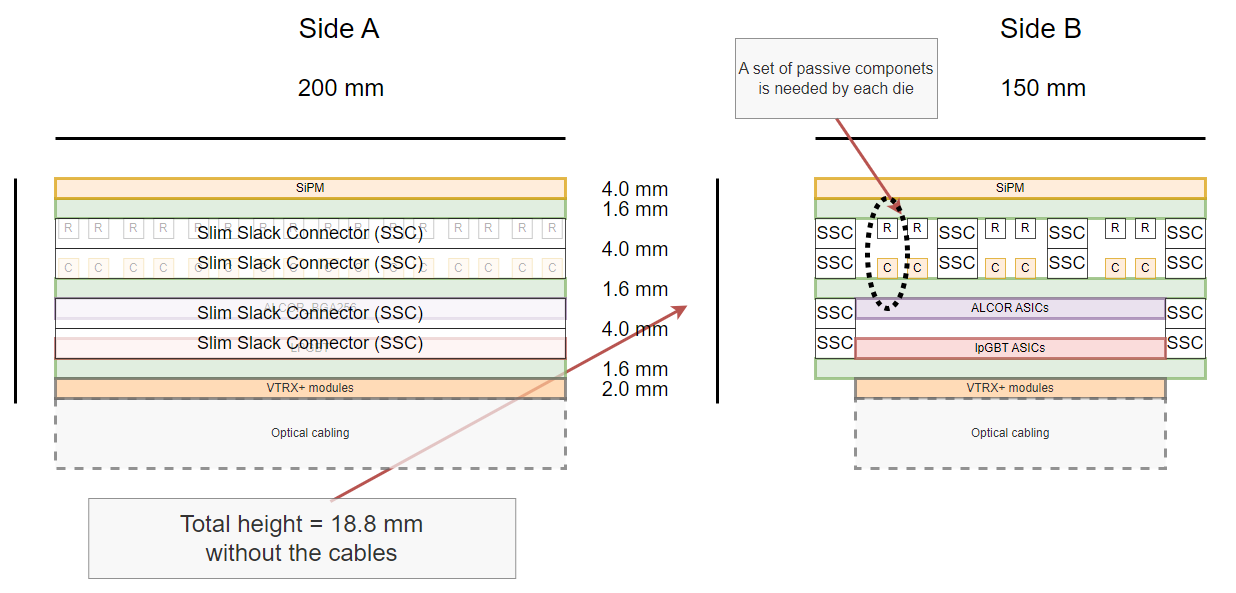 Side A
200 mm
Side B
150 mm
A set of passive componets
is needed by each die
SiPM
R R R R R R R R R R R R R R
Slim Slack Connector (SSC)
Slim Slack Connector (SSC)
C C C C C C C C C C C C C C
ALCOR BGA256
Slim Slack Connector (SSC)
Slim Slack Connector (SSC)
LPGBT
VTRX+ modules
Optical cabling
4.0 mm
1.6 mm
4.0 mm
1.6 mm
4.0 mm
1.6 mm
2.0 mm
SiPM
SSC R R SSC R R SSC R R SSC
SSC C C SSC C C SSC C C SSC
SSC ALCOR ASICs SSC
SSC lpGBT ASICs SSC
VTRX+ modules
Optical cabling
Total height = 18.8 mm
without the cables